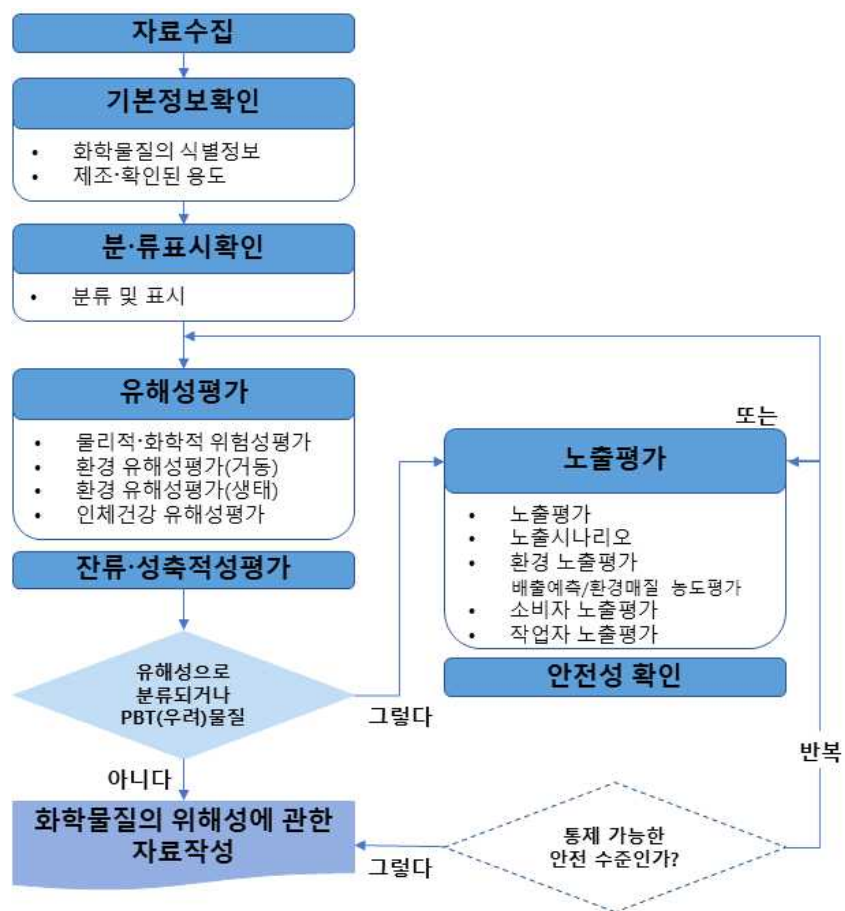 자료수집
기본정보확인
• 화학물질의 식별정보
• 제조·확인된 용도
분·류표시확인
• 분류 및 표시
유해성평가
• 물리적·화학적 위험성평가
• 환경 유해성평가(거동)
• 환경 유해성평가(생태)
• 인체건강 유해성평가
잔류·성축적성평가
유해성으로
분류되거나
PBT(우려)물질
그렇다
아니다
화학물질의 위해성에 관한
자료작성
또는
노출평가
• 노출평가
• 노출시나리오
• 환경 노출평가
배출예측/환경매질 농도평가
• 소비자 노출평가
• 작업자 노출평가
안전성 확인
반복
통제 가능한
안전 수준인가?
그렇다